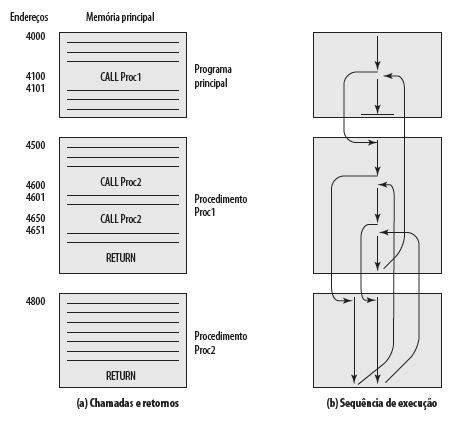 Endereços Memória principal
4000
4100 CALL Proc1
4101
Programa
principal
4500
4600 CALL Proc2
4601
4650 CALL Proc2
4651
Procedimento
Proc1
RETURN
4800
Procedimento
Proc2
RETURN
(a) Chamadas e retornos (b) Sequência de execução